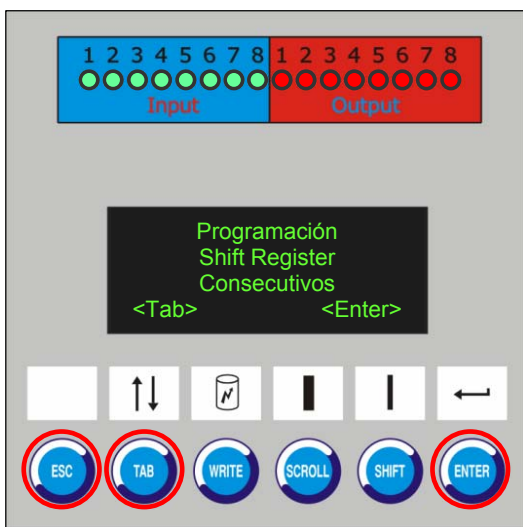 1 2 3 4 5 6 7 8 1 2 3 4 5 6 7 8
Input Output
Programación
Shift Register
Consecutivos
<Tab> <Enter>
ESC TAB WRITE SCROLL SHIFT ENTER